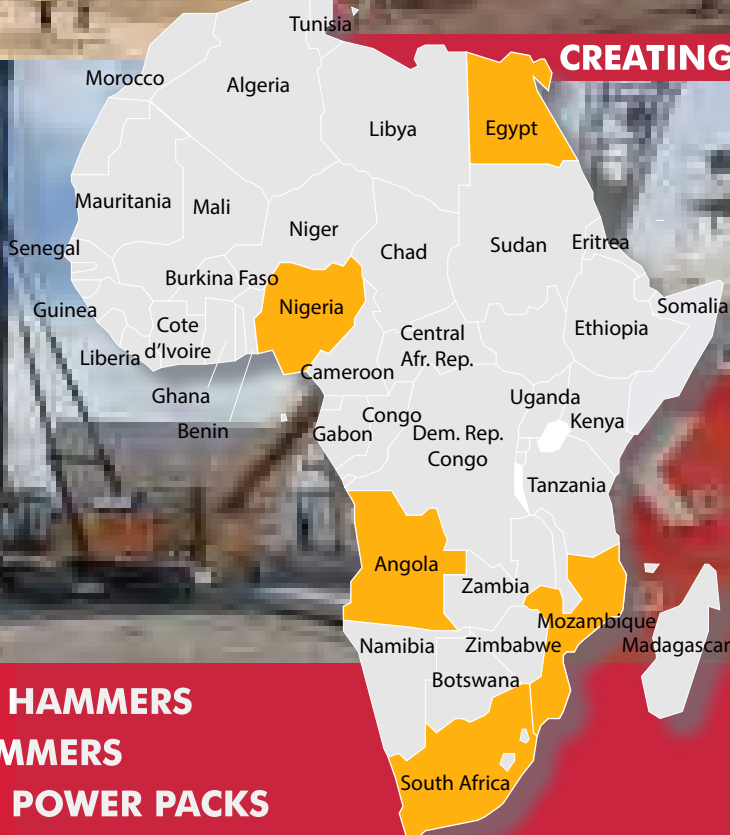 Tunisia
CREATING
Morocco
Algeria
Libya
Egypt
Mauritania
Mali
Niger
Chad
Sudan
Eritrea
Senegal
Burkina Faso
Nigeria
Guinea
Somalia
Cote
d'Ivoire
Liberia
Central
Afr. Rep.
Ethiopia
Cameroon
Ghana
Benin
Uganda
Kenya
Congo
Gabon
Dem. Rep.
Congo
Tanzania
Angola
Zambia
Mozambique
Namibia
Zimbabwe
Madagascar
Botswana
South Africa
HAMMERS
MMERS
POWER PACKS